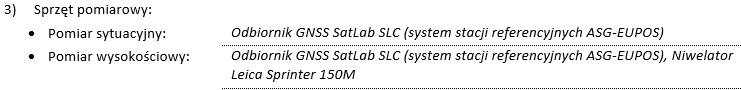 3) Sprzęt pomiarowy:
• Pomiar sytuacyjny: Odbiornik GNSS SatLab SLC (system stacji referencyjnych ASG-EUPOS)
• Pomiar wysokościowy: Odbiornik GNSS SatLab SLC (system stacji referencyjnych ASG-EUPOS), Niwelator
Leica Sprinter 150M